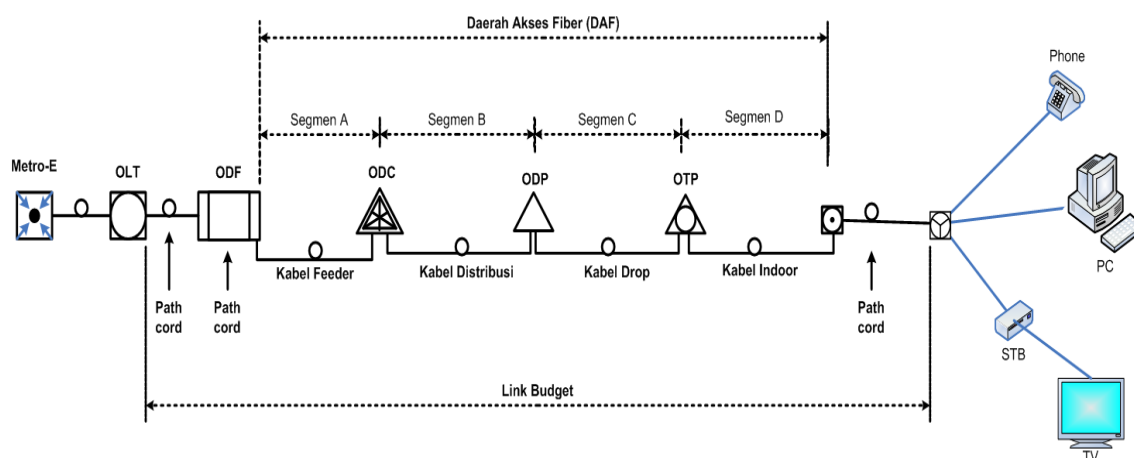 Daerah Akses Fiber (DAF)
Phone
Segmen A
Segmen B
Segmen C
Segmen D
Metro-E
OLT
ODF
ODC
ODP
OTP
PC
Kabel Feeder
Kabel Distribusi
Kabel Drop
Kabel Indoor
Path
cord
Path
cord
Path
cord
STB
Link Budget
TV